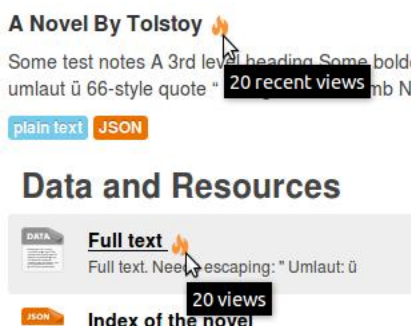 A Novel By Tolstoy
Some test notes A 3rd level heading Some bold
20 recent views
umlaut ü 66-style quote “ mb N
plain text JSON
Data and Resources
DATA
Full text
Full text. Needs escaping: " Umlaut: ü
20 views
JSON
Index of the novel